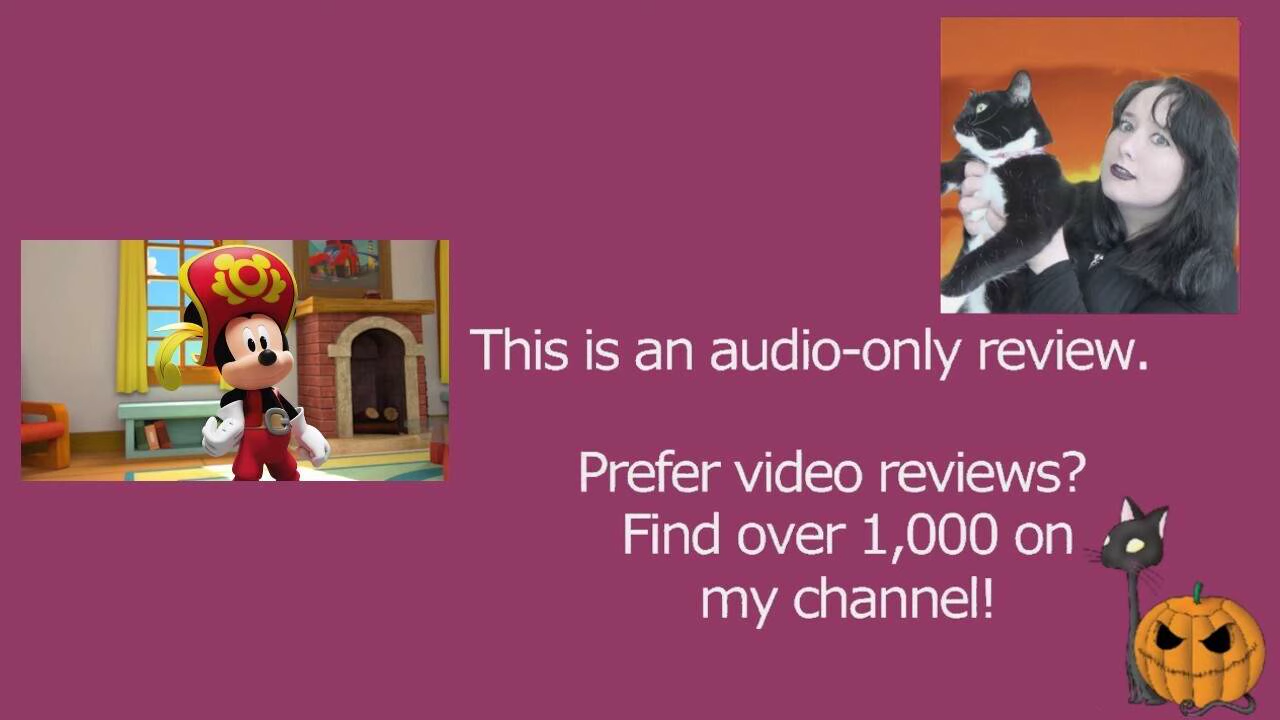 This is an audio-only review.
Prefer video reviews?
Find over 1,000 on
my channel!